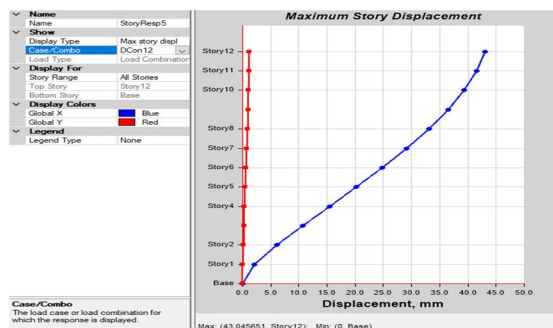 Name
Name StoryResp5
Show
Display Type Max story displ
Case/Combo DCon12
Load Type Load Combination
Display For
Story Range All Stories
Top Story Story12
Bottom Story Base
Display Colors
Global X Blue
Global Y Red
Legend
Legend Type None
Case/Combo
The load case or load combination for
which the response is displayed.
Maximum Story Displacement
Story12
Story11
Story10
Story8
Story7
Story6
Story5
Story4
Story2
Story1
Base
0.0 5.0 10.0 15.0 20.0 25.0 30.0 35.0 40.0 45.0 50.0
Displacement, mm
Max: (43.045651, Story12); Min: (0, Base)